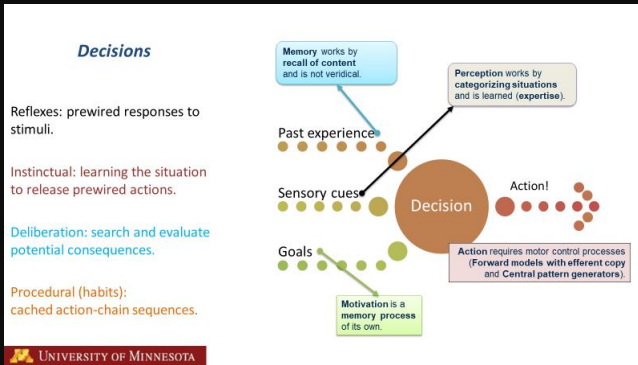 Decisions
Reflexes: prewired responses to
stimuli.
Instinctual: learning the situation
to release prewired actions.
Deliberation: search and evaluate
potential consequences.
Procedural (habits):
cached action-chain sequences.
Memory works by
recall of content
and is not veridical.
Perception works by
categorizing situations
and is learned (expertise).
Past experience
Sensory cues
Goals
Decision
Action!
Action requires motor control processes
(Forward models with efferent copy
and Central pattern generators).
Motivation is a
memory process
of its own.
M University of Minnesota